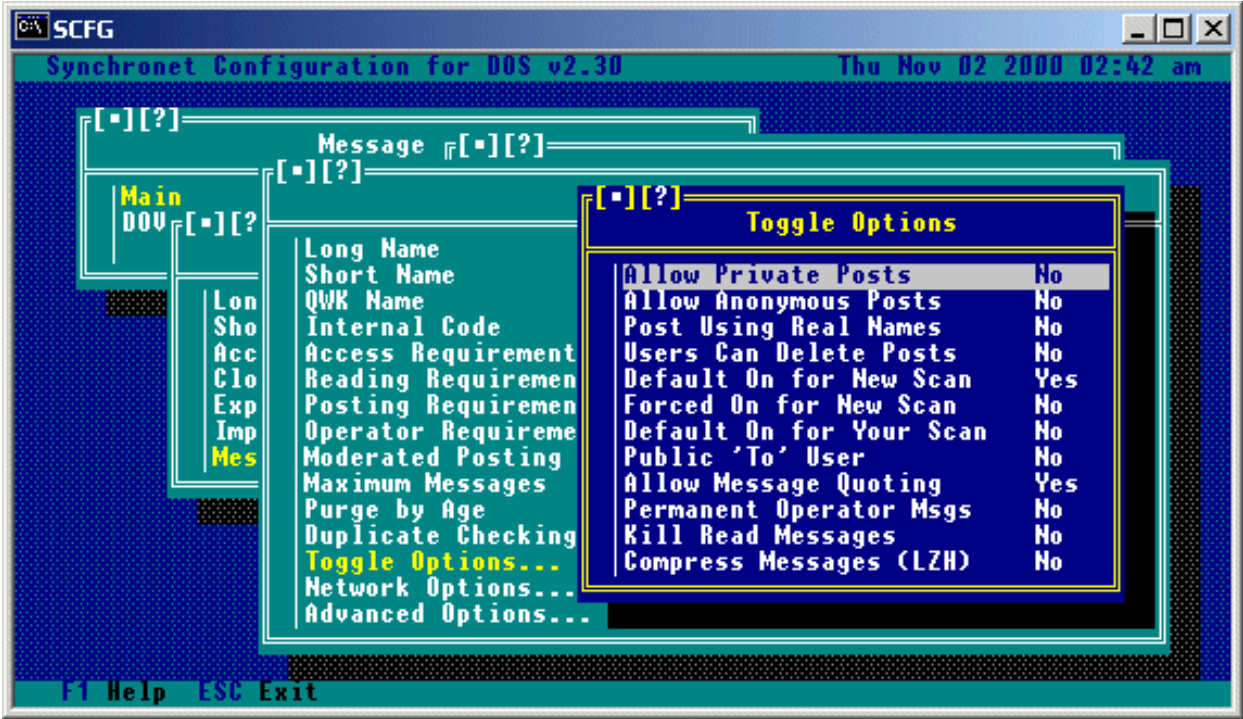 SCFG
Synchronet Configuration for DOS v2.30 Thu Nov 02 2000 02:42 am
[▪][?]
Message [▪][?]
[▪][?]
Main
DOV
[▪][?
Lon
Sho
Acc
Clo
Exp
Imp
Mes
Long Name
Short Name
QWK Name
Internal Code
Access Requirement
Reading Requiremen
Posting Requiremen
Operator Requireme
Moderated Posting
Maximum Messages
Purge by Age
Duplicate Checking
Toggle Options...
Network Options...
Advanced Options...
[▪][?]
Toggle Options
Allow Private Posts No
Allow Anonymous Posts No
Post Using Real Names No
Users Can Delete Posts No
Default On for New Scan Yes
Forced On for New Scan No
Default On for Your Scan No
Public 'To' User No
Allow Message Quoting Yes
Permanent Operator Msgs No
Kill Read Messages No
Compress Messages (LZH) No
F1 Help ESC Exit